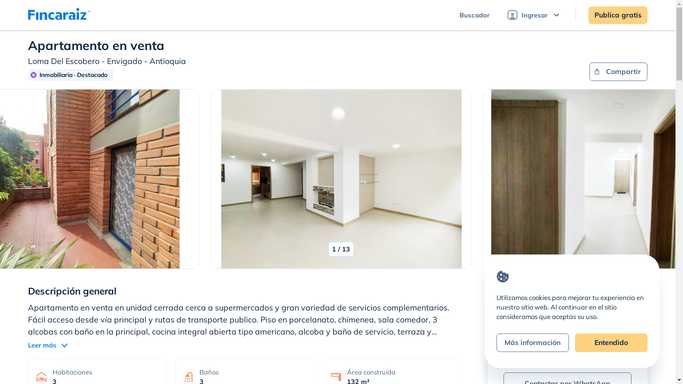 Fincaraiz
Buscador
Ingresar
Publica gratis
Apartamento en venta
Loma Del Escobero - Envigado - Antioquia
Inmobiliaria · Destacado
Compartir
1 / 13
Descripción general
Apartamento en venta en unidad cerrada cerca a supermercados y gran variedad de servicios complementarios.
Fácil acceso desde vía principal y rutas de transporte publico. Piso en porcelanato, chimenea, sala comedor, 3
alcobas con baño en la principal, cocina integral abierta tipo americano, alcoba y baño de servicio, terraza y...
Leer más
Habitaciones
3
Baños
3
Área construida
132 m²
Utilizamos cookies para mejorar tu experiencia en
nuestro sitio web. Al continuar en el sitio
consideramos que aceptas su uso.
Más información
Entendido
Contactar por WhatsApp